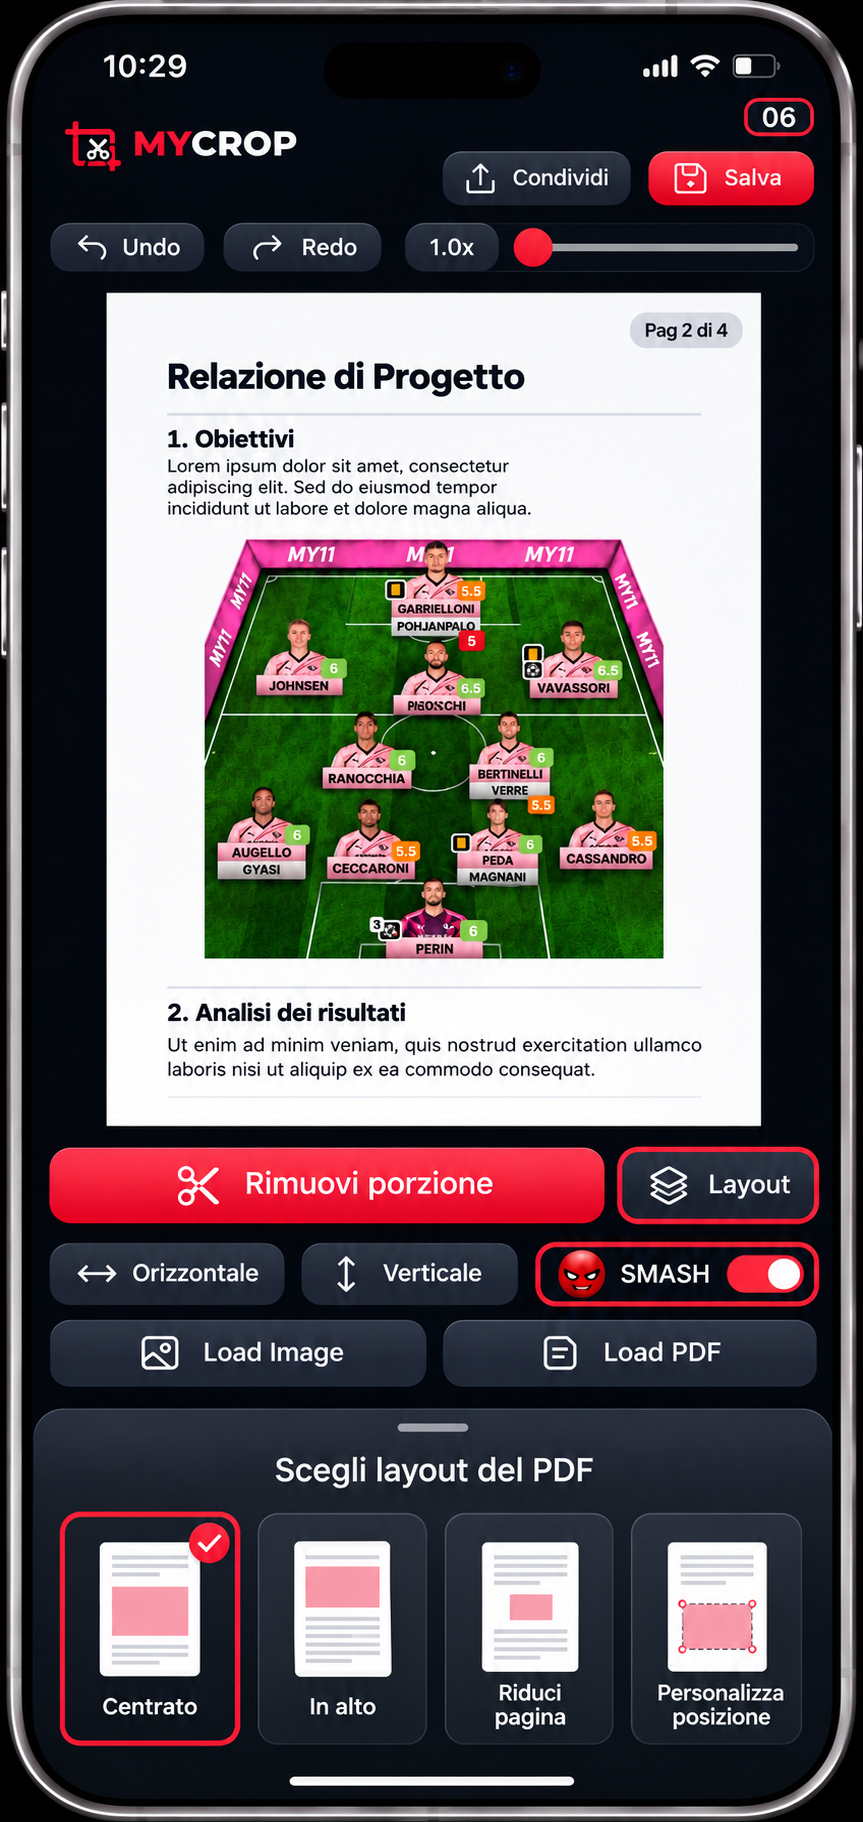 10:29
06
MYCROP
Condividi
Salva
Undo
Redo
1.0x
Pag 2 di 4
Relazione di Progetto
1. Obiettivi
Lorem ipsum dolor sit amet, consectetur
adipiscing elit. Sed do eiusmod tempor
incididunt ut labore et dolore magna aliqua.
MY11
MY11
MY11
MY11
MY11
MY11
MY11
5.5
GARRIELLONI
POHJANPALO
5
6
JOHNSEN
6.5
6.5
VAVASSORI
6
RANOCCHIA
6
BERTINELLI
VERRE
5.5
6
AUGELLO
GYASI
5.5
CECCARONI
6
PEDA
MAGNANI
5.5
CASSANDRO
3
6
PERIN
2. Analisi dei risultati
Ut enim ad minim veniam, quis nostrud exercitation ullamco
laboris nisi ut aliquip ex ea commodo consequat.
Rimuovi porzione
Layout
Orizzontale
Verticale
SMASH
Load Image
Load PDF
Scegli layout del PDF
Centrato
In alto
Riduci
pagina
Personalizza
posizione